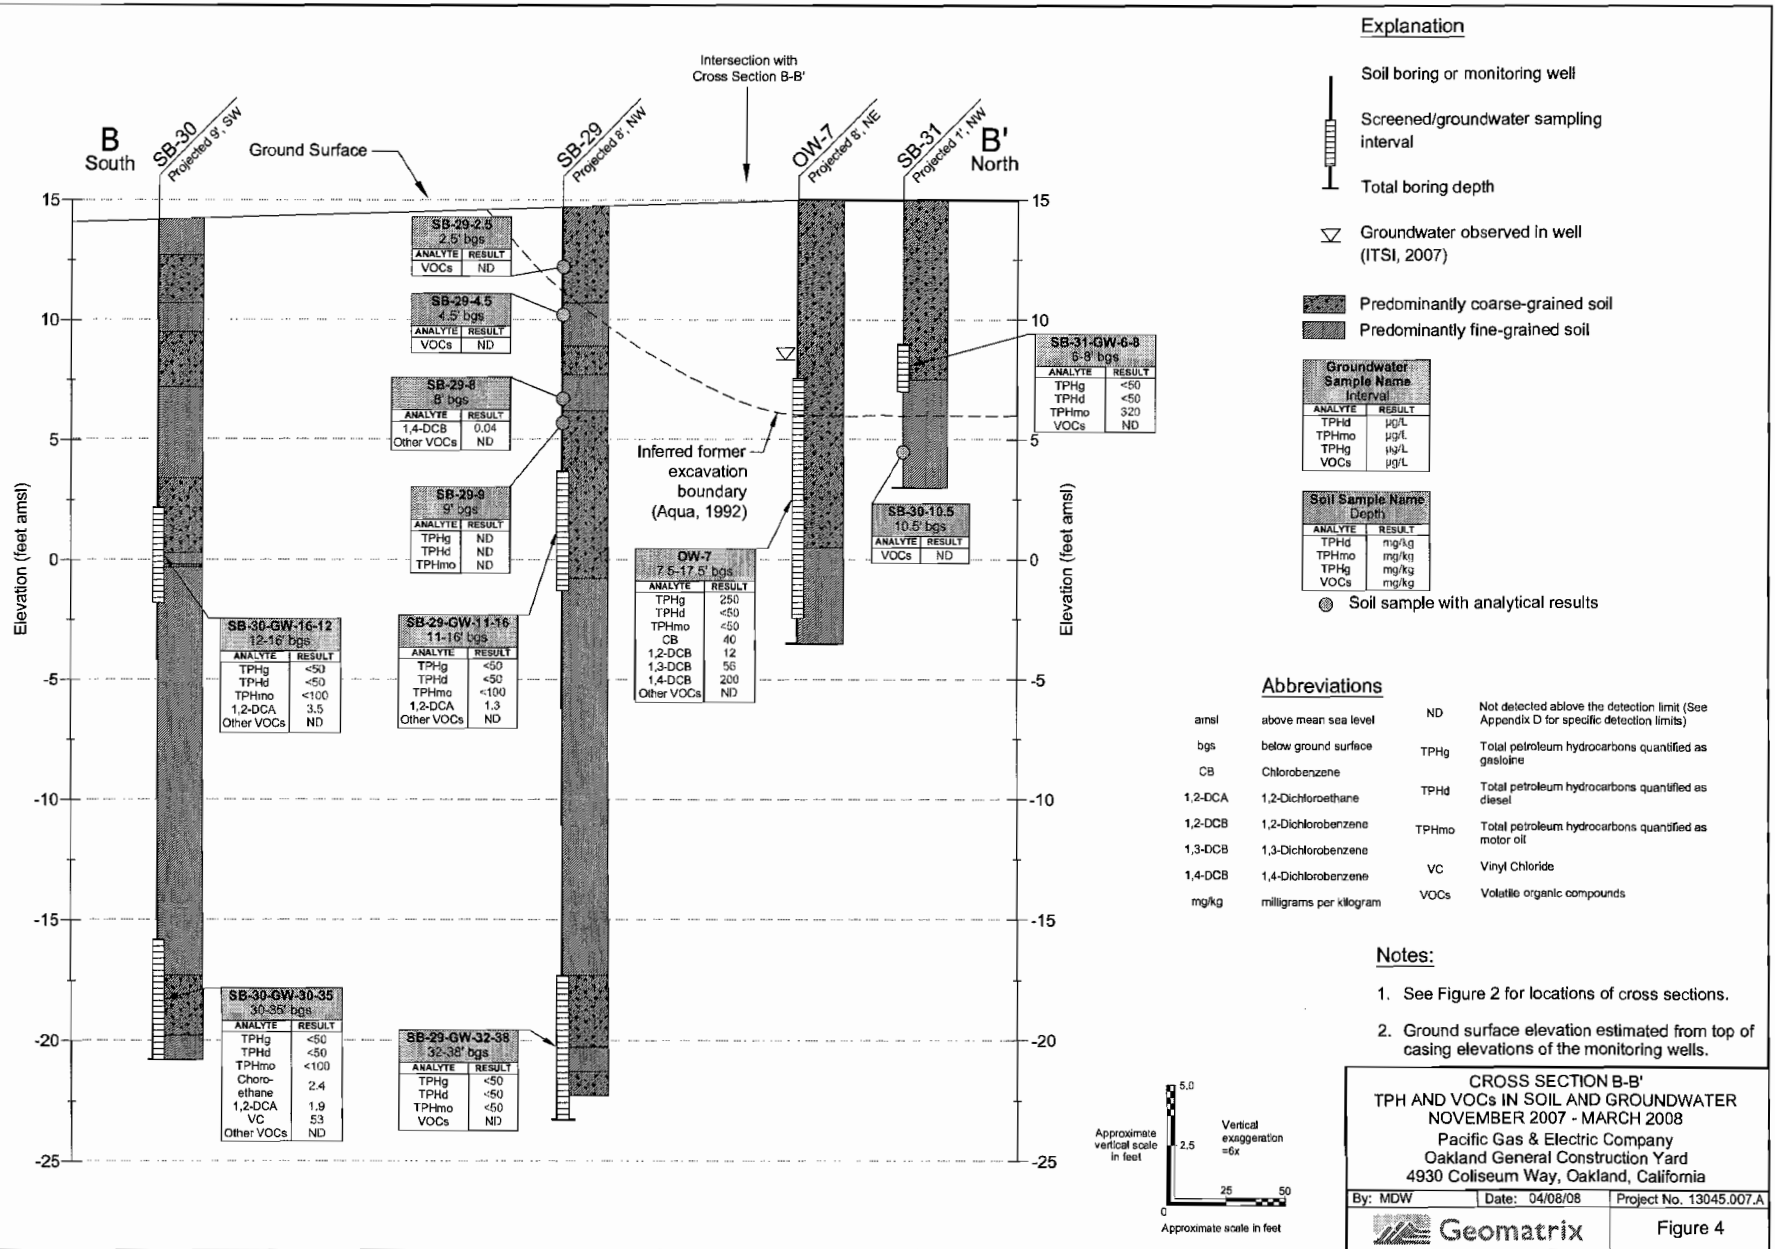 Intersection with
Cross Section B-B'
B
South
SB-30
Projected 9', SW
Ground Surface
SB-29
Projected 8', NW
OW-7
Projected 8', NE
SB-31
Projected 1', NW
B'
North
15
10
5
0
-5
-10
-15
-20
-25
Elevation (feet amsl)
SB-29-2.5
2.5' bgs
ANALYTE RESULT
VOCs ND
SB-29-4.5
4.5' bgs
ANALYTE RESULT
VOCs ND
SB-29-8
8' bgs
ANALYTE RESULT
1,4-DCB 0.04
Other VOCs ND
SB-29-9
9' bgs
ANALYTE RESULT
TPHg ND
TPHd ND
TPHmo ND
SB-30-GW-16-12
12-16' bgs
ANALYTE RESULT
TPHg <50
TPHd <50
TPHmo <100
1,2-DCA 3.5
Other VOCs ND
SB-29-GW-11-16
11-16' bgs
ANALYTE RESULT
TPHg <50
TPHd <50
TPHmo <100
1,2-DCA 1.3
Other VOCs ND
SB-30-GW-30-35
30-35' bgs
ANALYTE RESULT
TPHg <50
TPHd <50
TPHmo <100
Choro-
ethane 2.4
1,2-DCA 1.9
VC 53
Other VOCs ND
SB-29-GW-32-38
32-38' bgs
ANALYTE RESULT
TPHg <50
TPHd <50
TPHmo <50
VOCs ND
Inferred former
excavation
boundary
(Aqua, 1992)
OW-7
7.5-17.5' bgs
ANALYTE RESULT
TPHg 250
TPHd <50
TPHmo <50
CB 40
1,2-DCB 12
1,3-DCB 56
1,4-DCB 200
Other VOCs ND
SB-31-GW-6-8
6-8' bgs
ANALYTE RESULT
TPHg <50
TPHd <50
TPHmo 320
VOCs ND
SB-30-10.5
10.5' bgs
ANALYTE RESULT
VOCs ND
15
10
5
0
-5
-10
-15
-20
-25
Elevation (feet amsl)
Explanation
Soil boring or monitoring well
Screened/groundwater sampling
interval
Total boring depth
Groundwater observed in well
(ITSI, 2007)
Predominantly coarse-grained soil
Predominantly fine-grained soil
Groundwater
Sample Name
Interval
ANALYTE RESULT
TPHd µg/L
TPHmo µg/L
TPHg µg/L
VOCs µg/L
Soil Sample Name
Depth
ANALYTE RESULT
TPHd mg/kg
TPHmo mg/kg
TPHg mg/kg
VOCs mg/kg
Soil sample with analytical results
Abbreviations
amsl above mean sea level
bgs below ground surface
CB Chlorobenzene
1,2-DCA 1,2-Dichloroethane
1,2-DCB 1,2-Dichlorobenzene
1,3-DCB 1,3-Dichlorobenzene
1,4-DCB 1,4-Dichlorobenzene
mg/kg milligrams per kilogram
ND Not detected ablove the detection limit (See
Appendix D for specific detection limits)
TPHg Total petroleum hydrocarbons quantified as
gasloine
TPHd Total petroleum hydrocarbons quantified as
diesel
TPHmo Total petroleum hydrocarbons quantified as
motor oil
VC Vinyl Chloride
VOCs Volatile organic compounds
Notes:
1. See Figure 2 for locations of cross sections.
2. Ground surface elevation estimated from top of
casing elevations of the monitoring wells.
5.0
2.5
0
25 50
Approximate
vertical scale
in feet
Vertical
exaggeration
=6x
Approximate scale in feet
CROSS SECTION B-B'
TPH AND VOCs IN SOIL AND GROUNDWATER
NOVEMBER 2007 - MARCH 2008
Pacific Gas & Electric Company
Oakland General Construction Yard
4930 Coliseum Way, Oakland, California
By: MDW Date: 04/08/08 Project No. 13045.007.A
Geomatrix Figure 4